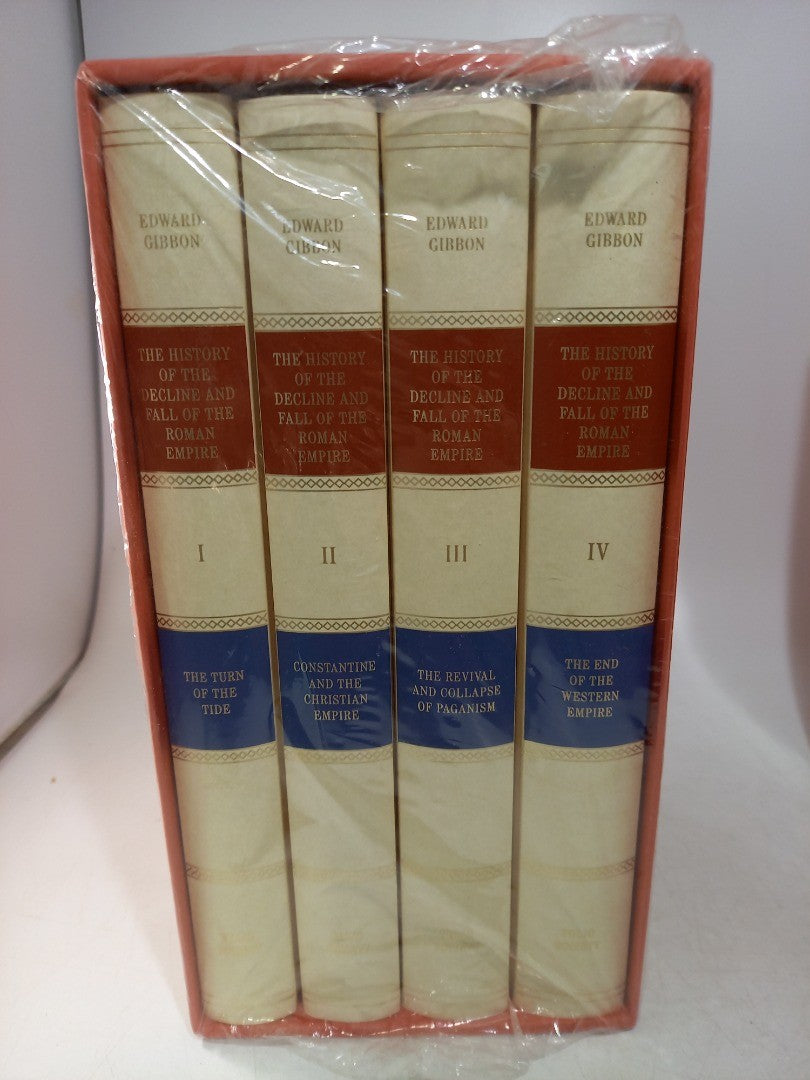 EDWARD
GIBBON
THE HISTORY
OF THE
DECLINE AND
FALL OF THE
ROMAN
EMPIRE
I
THE TURN
OF THE
TIDE
EDWARD
GIBBON
THE HISTORY
OF THE
DECLINE AND
FALL OF THE
ROMAN
EMPIRE
II
CONSTANTINE
AND THE
CHRISTIAN
EMPIRE
EDWARD
GIBBON
THE HISTORY
OF THE
DECLINE AND
FALL OF THE
ROMAN
EMPIRE
III
THE REVIVAL
AND COLLAPSE
OF PAGANISM
EDWARD
GIBBON
THE HISTORY
OF THE
DECLINE AND
FALL OF THE
ROMAN
EMPIRE
IV
THE END
OF THE
WESTERN
EMPIRE